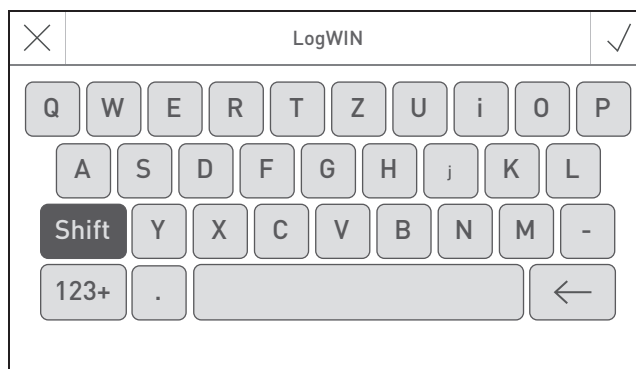 LogWIN
Q W E R T Z U i O P
A S D F G H j K L
Shift Y X C V B N M -
123+ .